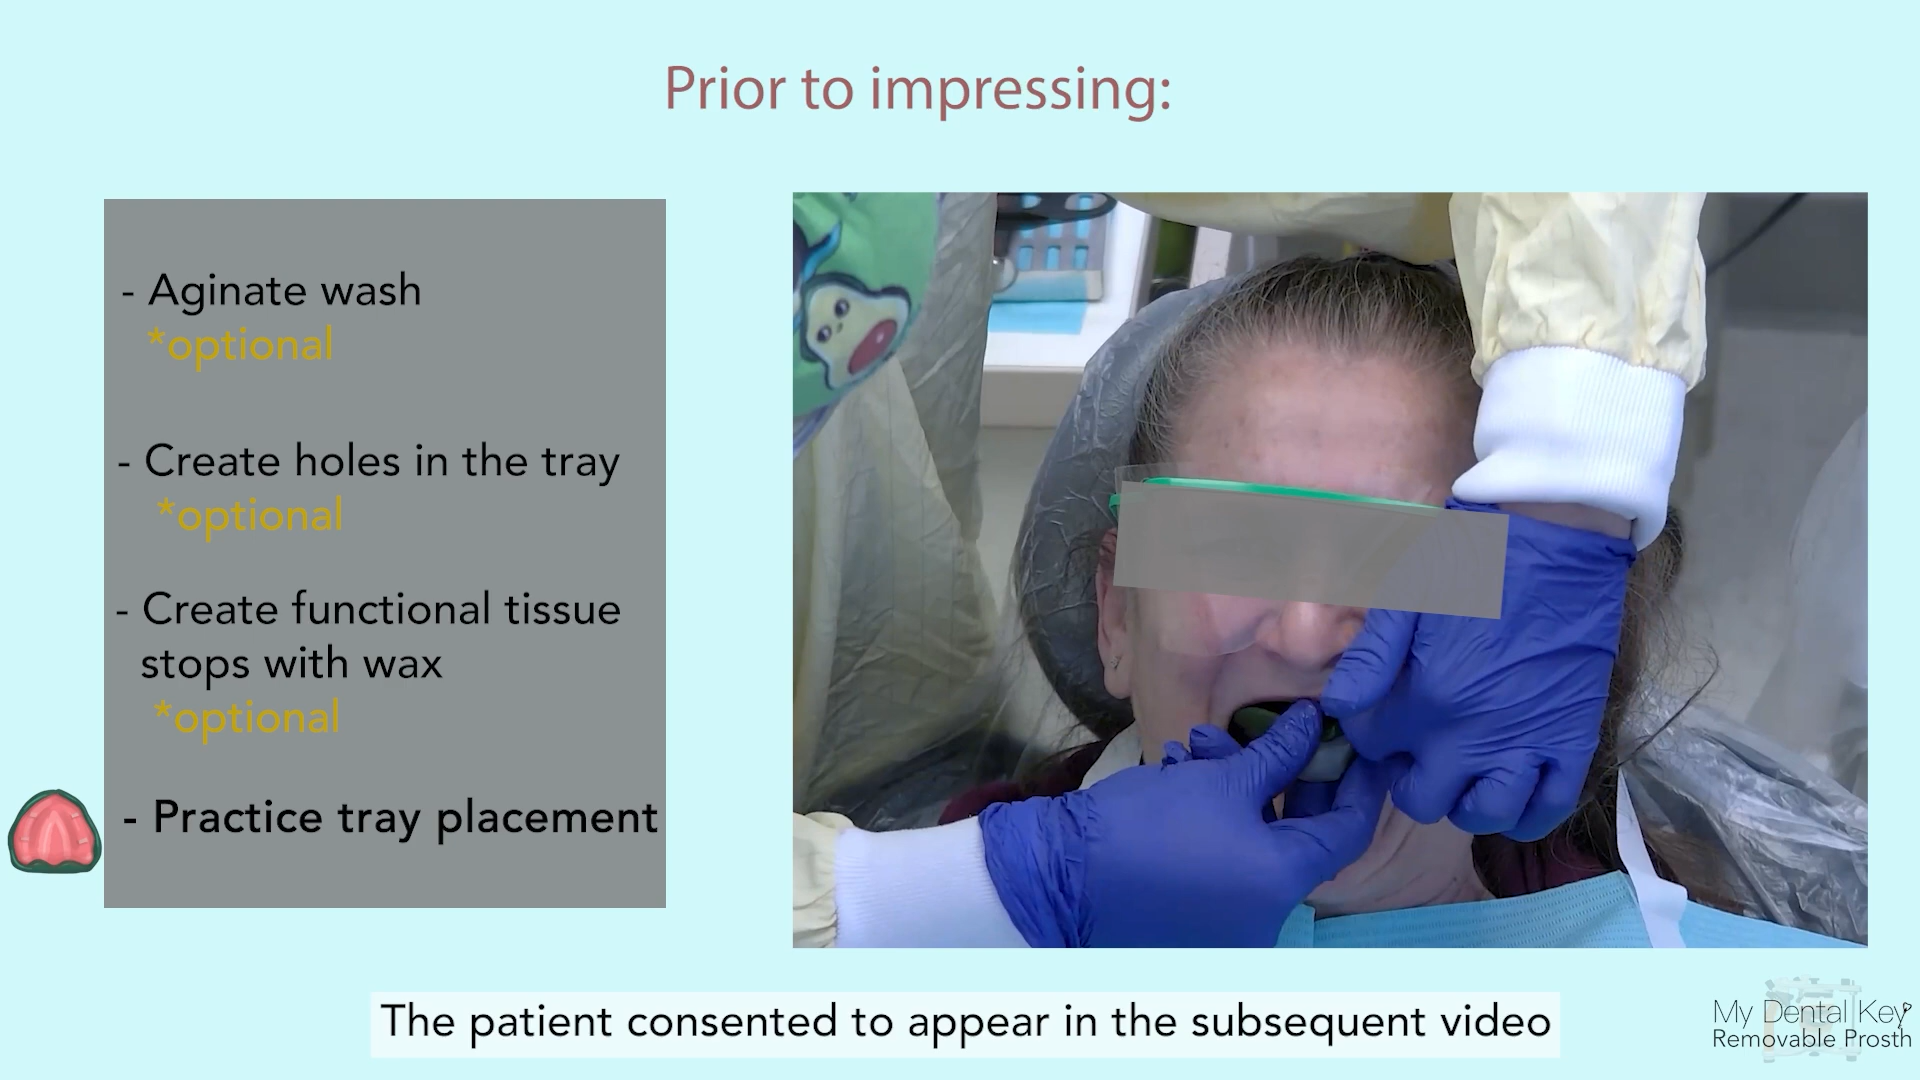 Prior to impressing:
- Aginate wash
*optional
- Create holes in the tray
*optional
- Create functional tissue
stops with wax
*optional
- Practice tray placement
The patient consented to appear in the subsequent video
My Dental Key
Removable Prosth